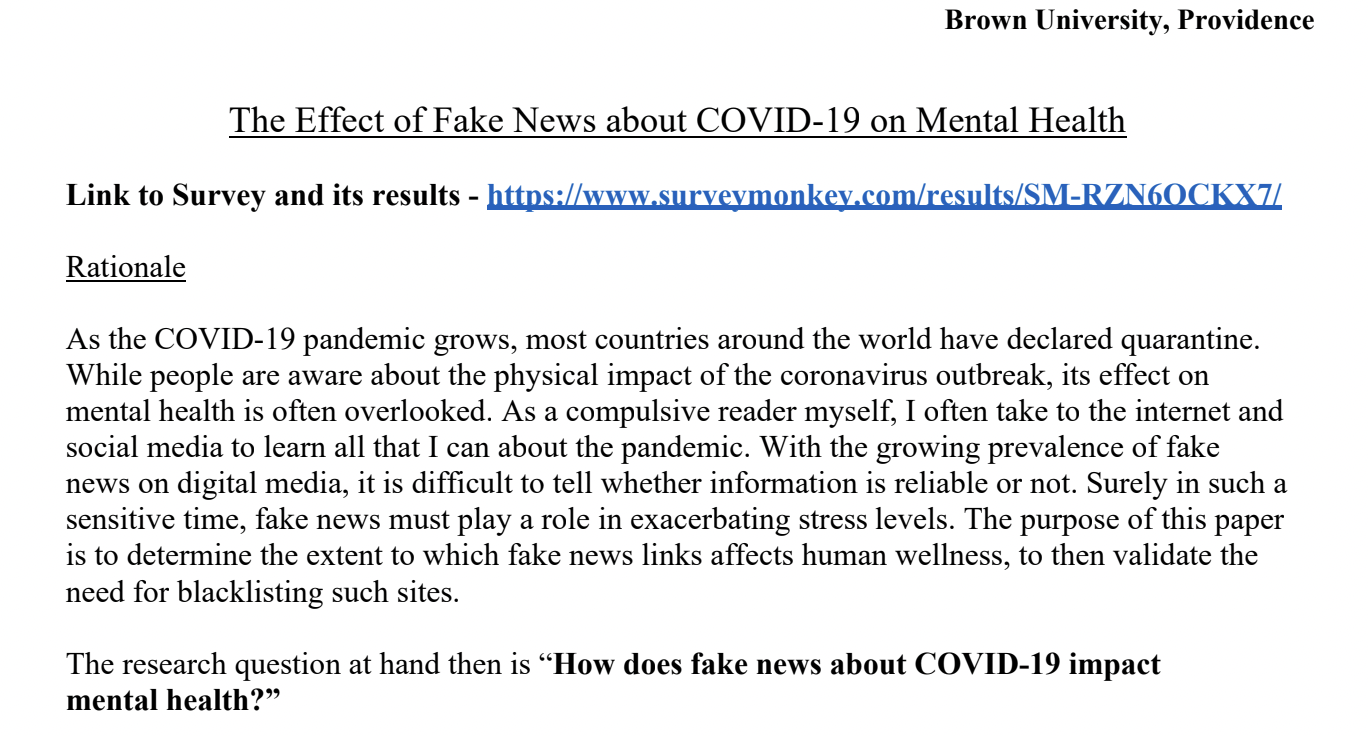 Brown University, Providence
The Effect of Fake News about COVID-19 on Mental Health
Link to Survey and its results - https://www.surveymonkey.com/results/SM-RZN6OCKX7/
Rationale
As the COVID-19 pandemic grows, most countries around the world have declared quarantine.
While people are aware about the physical impact of the coronavirus outbreak, its effect on
mental health is often overlooked. As a compulsive reader myself, I often take to the internet and
social media to learn all that I can about the pandemic. With the growing prevalence of fake
news on digital media, it is difficult to tell whether information is reliable or not. Surely in such a
sensitive time, fake news must play a role in exacerbating stress levels. The purpose of this paper
is to determine the extent to which fake news links affects human wellness, to then validate the
need for blacklisting such sites.
The research question at hand then is “How does fake news about COVID-19 impact
mental health?”